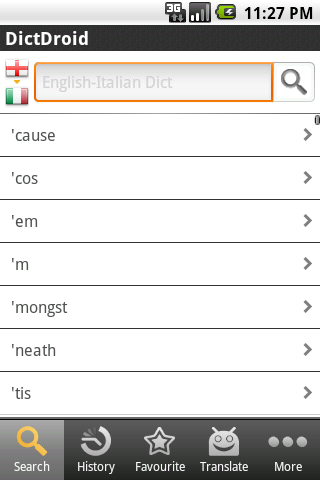 3G
11:27 PM
DictDroid
English-Italian Dict
'cause
'cos
'em
'm
'mongst
'neath
'tis
Search
History
Favourite
Translate
More